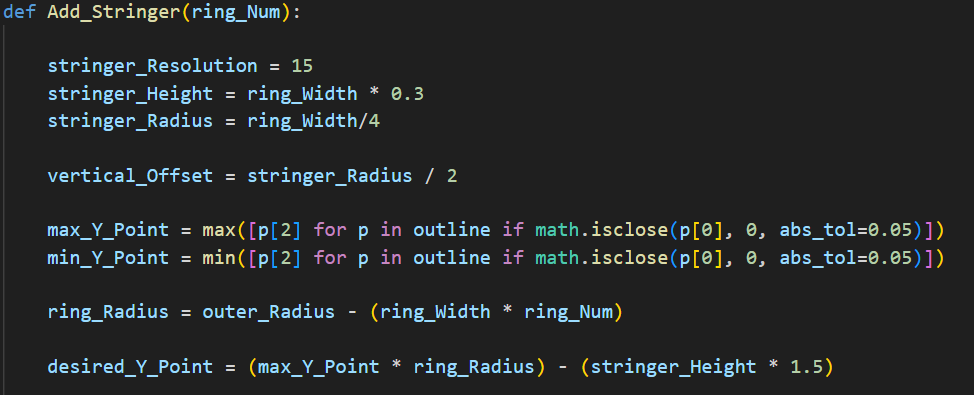 def Add_Stringer(ring_Num):
stringer_Resolution = 15
stringer_Height = ring_Width * 0.3
stringer_Radius = ring_Width/4
vertical_Offset = stringer_Radius / 2
max_Y_Point = max([p[2] for p in outline if math.isclose(p[0], 0, abs_tol=0.05)])
min_Y_Point = min([p[2] for p in outline if math.isclose(p[0], 0, abs_tol=0.05)])
ring_Radius = outer_Radius - (ring_Width * ring_Num)
desired_Y_Point = (max_Y_Point * ring_Radius) - (stringer_Height * 1.5)